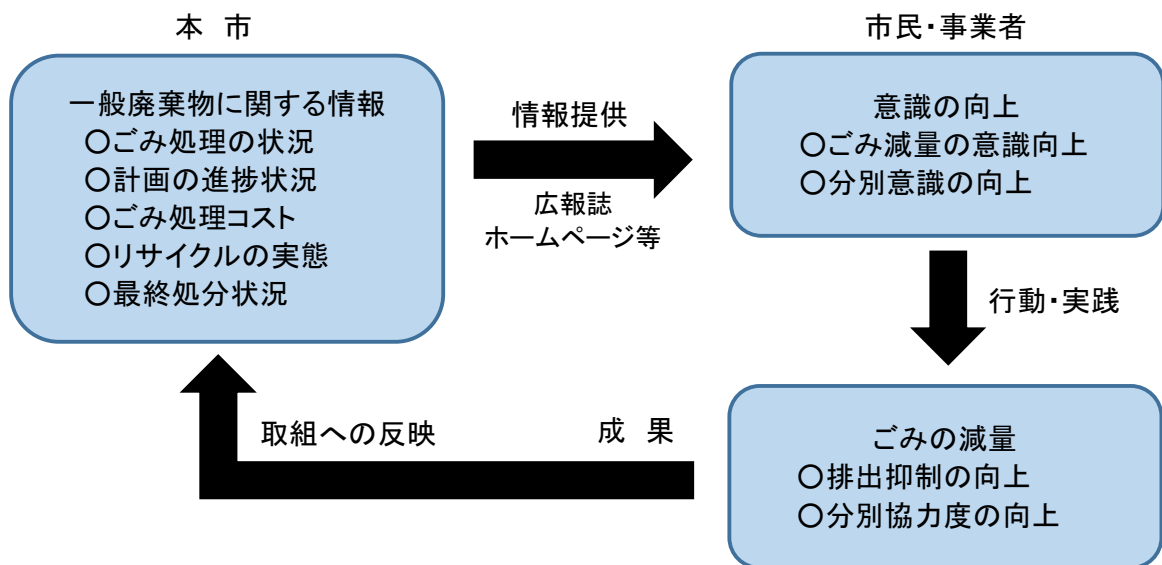 本 市
一般廃棄物に関する情報
〇ごみ処理の状況
〇計画の進捗状況
〇ごみ処理コスト
〇リサイクルの実態
〇最終処分状況
情報提供
広報誌
ホームページ等
市民・事業者
意識の向上
〇ごみ減量の意識向上
〇分別意識の向上
行動・実践
ごみの減量
〇排出抑制の向上
〇分別協力度の向上
成 果
取組への反映